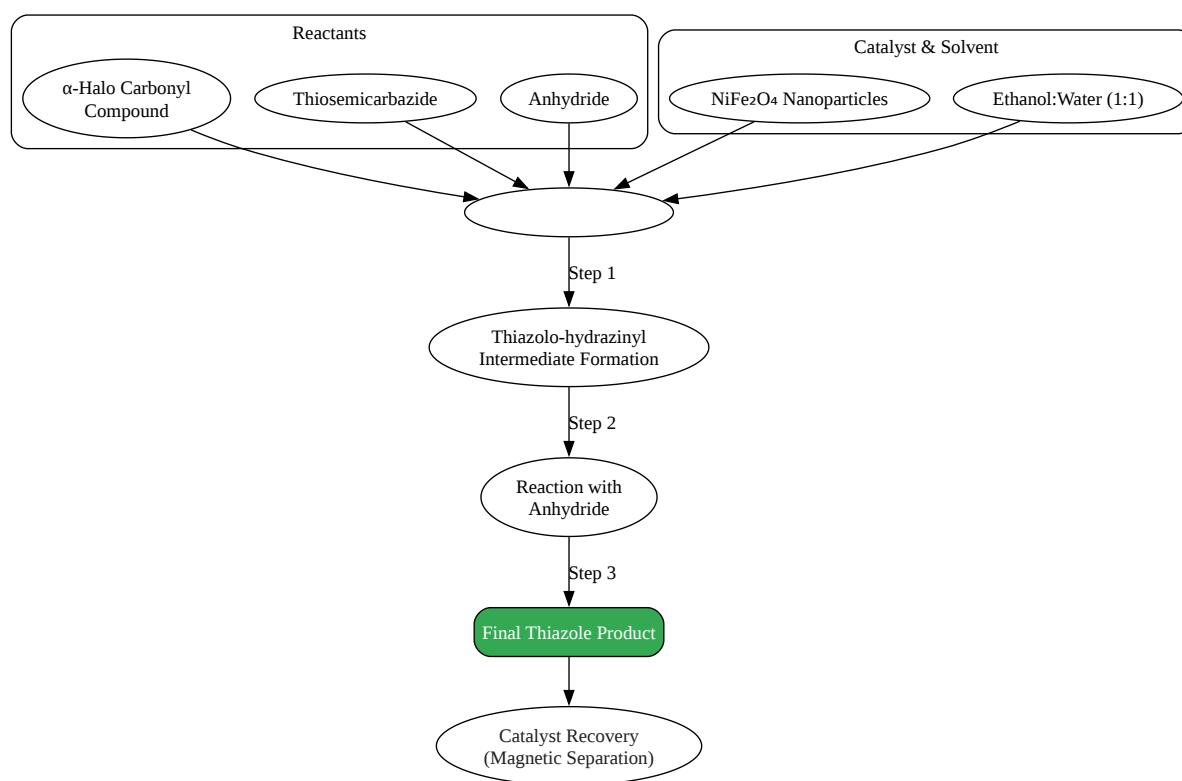 Reactants
Catalyst & Solvent
α-Halo Carbonyl
Compound
Thiosemicarbazide
Anhydride
NiFe₂O₄ Nanoparticles
Ethanol:Water (1:1)
Step 1
Thiazolo-hydrazinyl
Intermediate Formation
Step 2
Reaction with
Anhydride
Step 3
Final Thiazole Product
Catalyst Recovery
(Magnetic Separation)